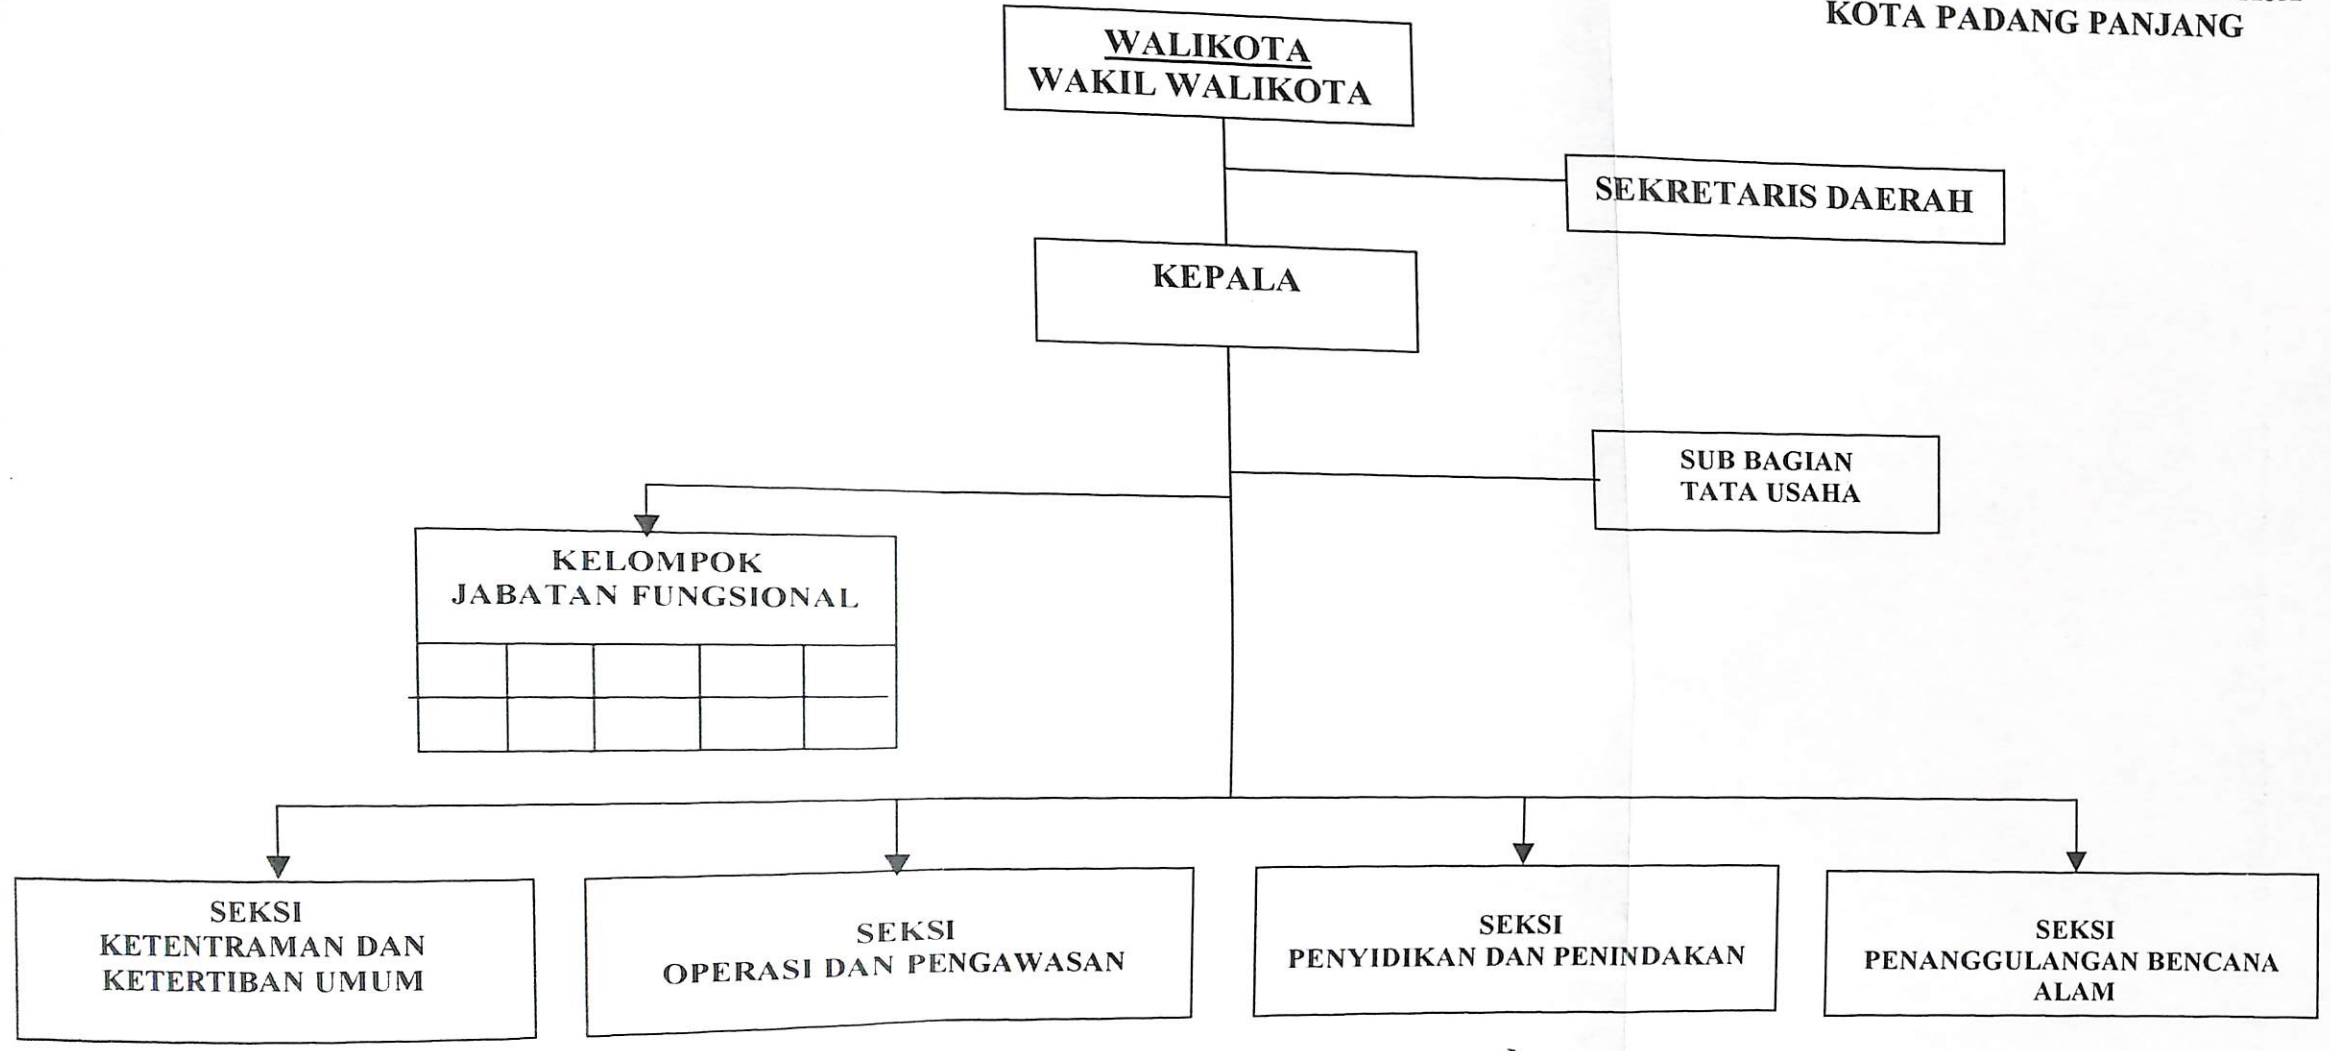 KOTA PADANG PANJANG
WALIKOTA
WAKIL WALIKOTA
SEKRETARIS DAERAH
KEPALA
SUB BAGIAN
TATA USAHA
KELOMPOK
JABATAN FUNGSIONAL
SEKSI
KETENTRAMAN DAN
KETERTIBAN UMUM
SEKSI
OPERASI DAN PENGAWASAN
SEKSI
PENYIDIKAN DAN PENINDAKAN
SEKSI
PENANGGULANGAN BENCANA
ALAM